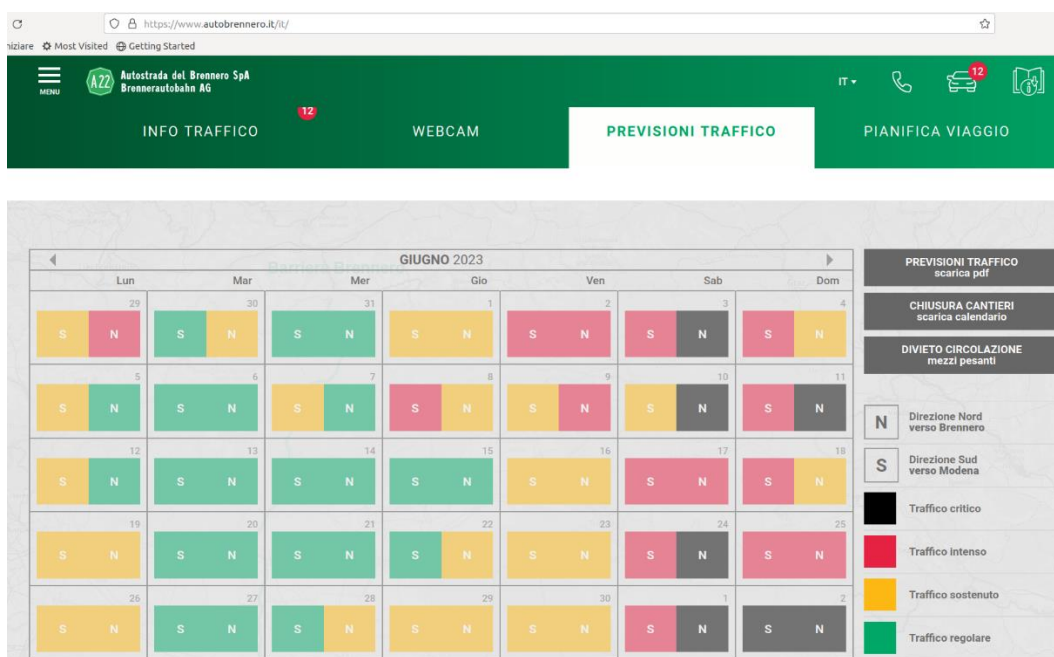 https://www.autobrennero.it/it/
niziare Most Visited Getting Started
MENU
A22
Autostrada del Brennero SpA
Brennerautobahn AG
IT
12
INFO TRAFFICO
12
WEBCAM
PREVISIONI TRAFFICO
PIANIFICA VIAGGIO
GIUGNO 2023
Barriera Brennero
Lun Mar Mer Gio Ven Sab Dom
29 30 31 1 2 3 4
S N S N S N S N S N S N S N
5 6 7 8 9 10 11
S N S N S N S N S N S N S N
12 13 14 15 16 17 18
S N S N S N S N S N S N S N
19 20 21 22 23 24 25
S N S N S N S N S N S N S N
26 27 28 29 30 1 2
S N S N S N S N S N S N S N
PREVISIONI TRAFFICO
scarica pdf
CHIUSURA CANTIERI
scarica calendario
DIVIETO CIRCOLAZIONE
mezzi pesanti
N
Direzione Nord
verso Brennero
S
Direzione Sud
verso Modena
Traffico critico
Traffico intenso
Traffico sostenuto
Traffico regolare